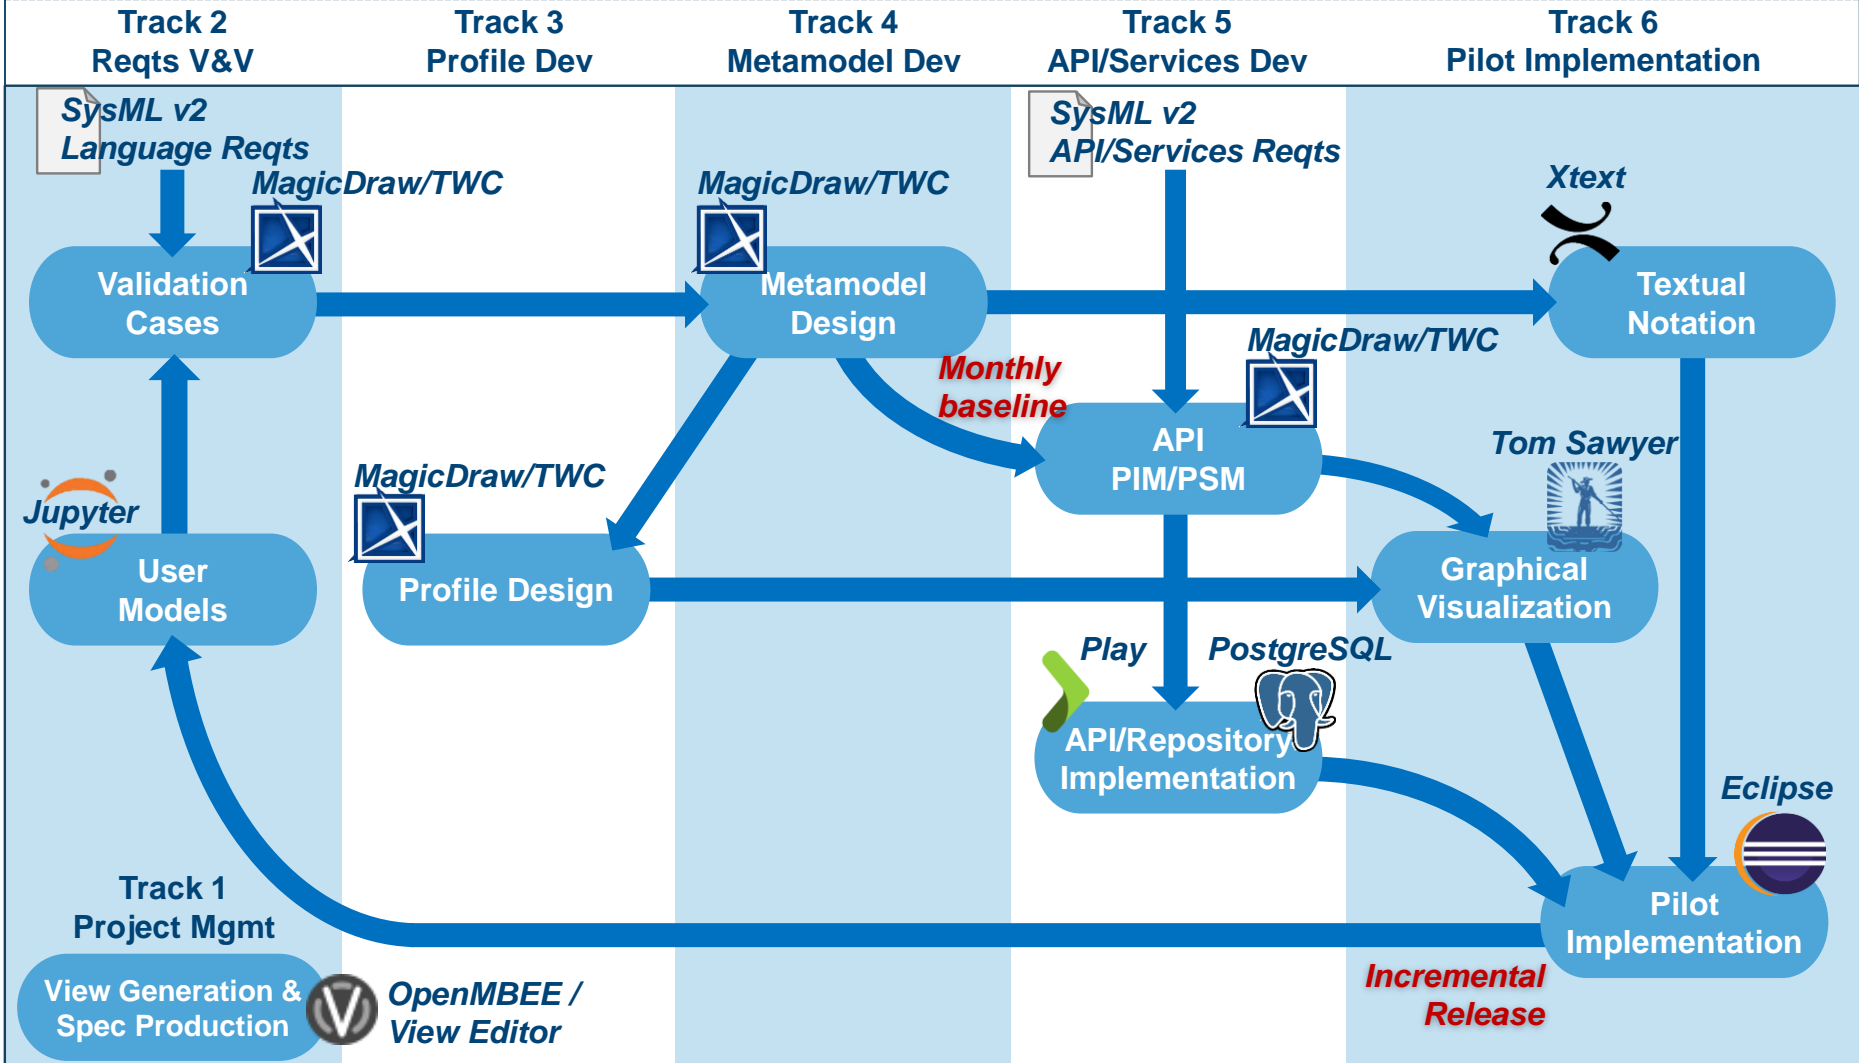 Track 2
Reqts V&V
Track 3
Profile Dev
Track 4
Metamodel Dev
Track 5
API/Services Dev
Track 6
Pilot Implementation
SysML v2
Language Reqts
SysML v2
API/Services Reqts
MagicDraw/TWC
MagicDraw/TWC
Xtext
Validation
Cases
Metamodel
Design
Textual
Notation
MagicDraw/TWC
Monthly
baseline
API
PIM/PSM
Tom Sawyer
MagicDraw/TWC
Jupyter
User
Models
Profile Design
Graphical
Visualization
Play
PostgreSQL
API/Repository
Implementation
Eclipse
Track 1
Project Mgmt
Pilot
Implementation
View Generation &
Spec Production
OpenMBEE /
View Editor
Incremental
Release